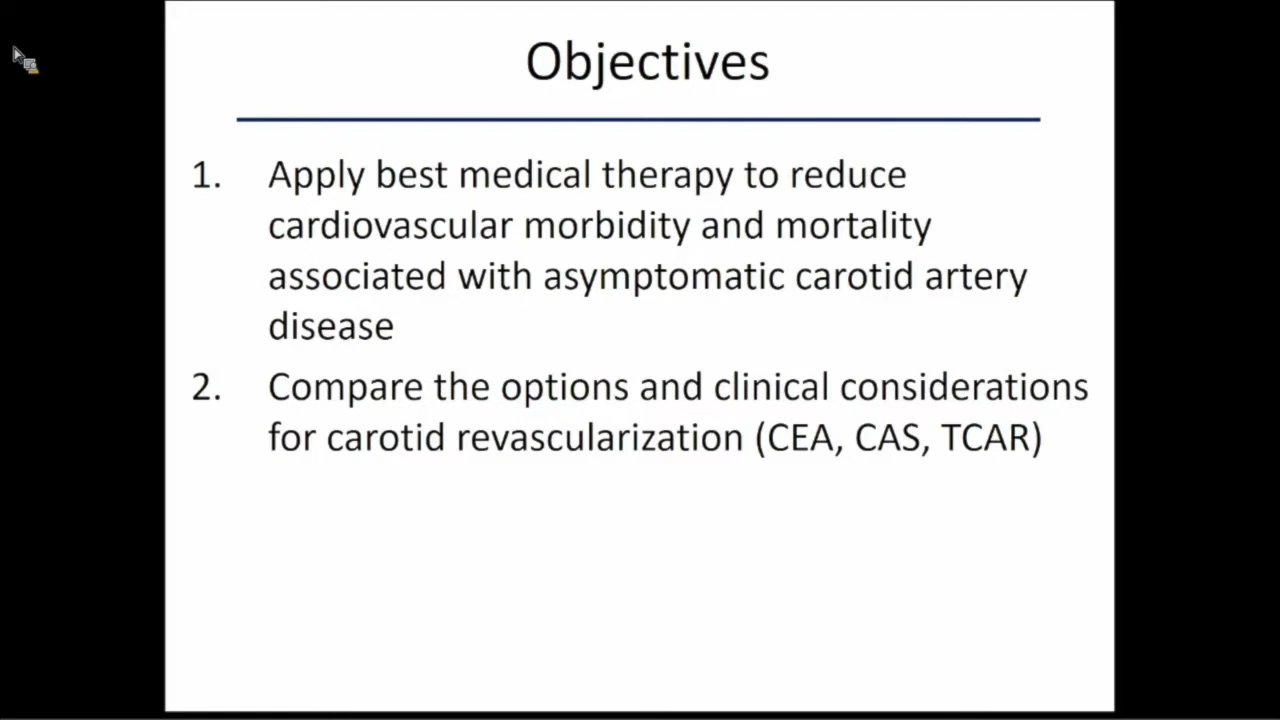 Objectives
1. Apply best medical therapy to reduce
cardiovascular morbidity and mortality
associated with asymptomatic carotid artery
disease
2. Compare the options and clinical considerations
for carotid revascularization (CEA, CAS, TCAR)